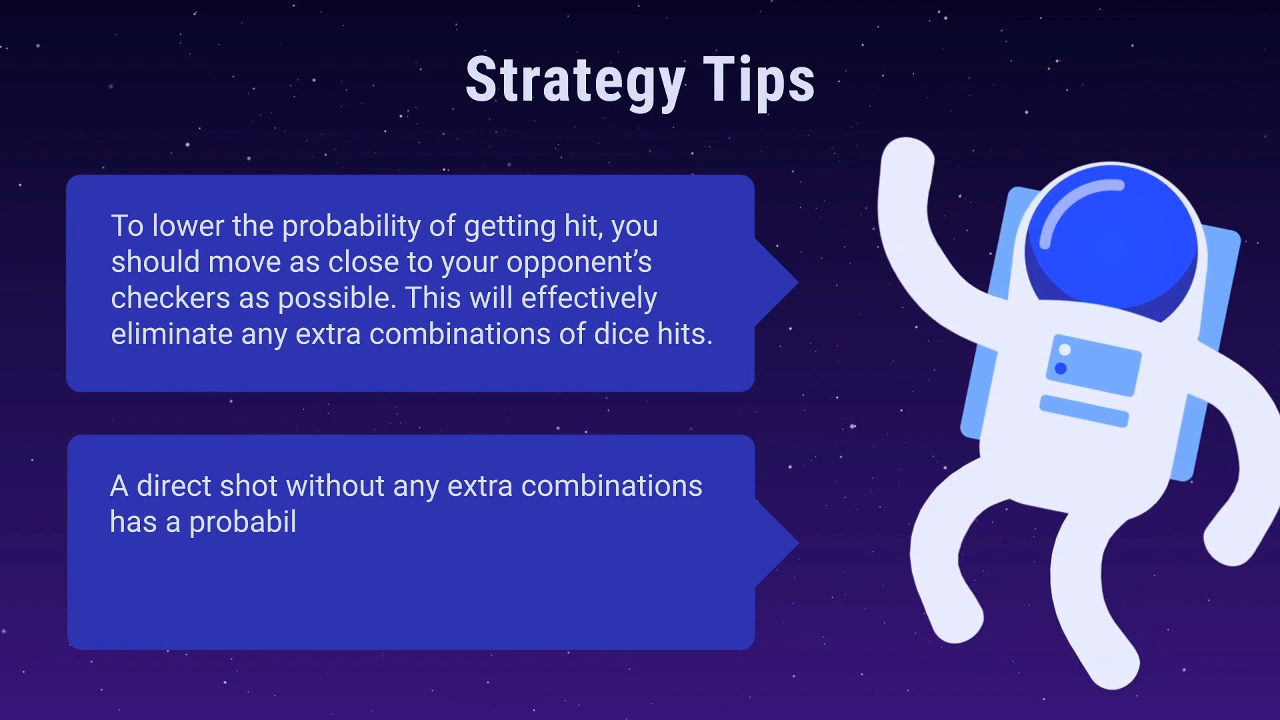 Strategy Tips
To lower the probability of getting hit, you
should move as close to your opponent’s
checkers as possible. This will effectively
eliminate any extra combinations of dice hits.
A direct shot without any extra combinations
has a probabil